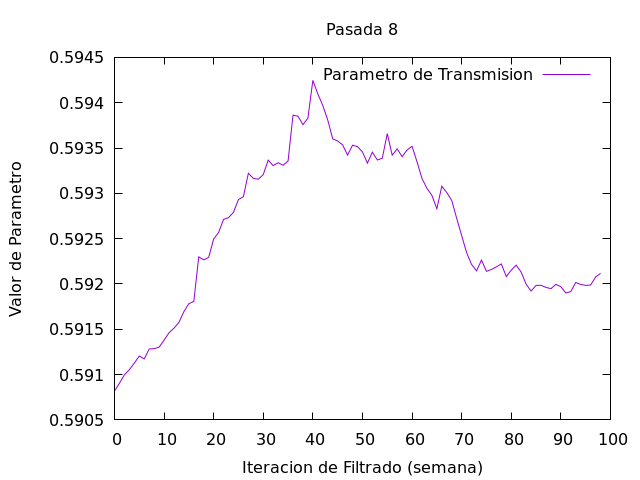 Pasada 8
Parametro de Transmision
Valor de Parametro
0.5945
0.594
0.5935
0.593
0.5925
0.592
0.5915
0.591
0.5905
0 10 20 30 40 50 60 70 80 90 100
Iteracion de Filtrado (semana)